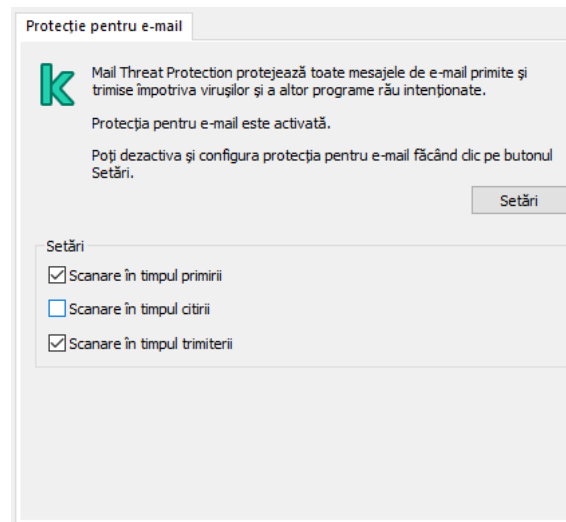 Protecție pentru e-mail
Mail Threat Protection protejează toate mesajele de e-mail primite și
trimise împotriva virușilor și a altor programe rău intenționate.
Protecția pentru e-mail este activată.
Poți dezactiva și configura protecția pentru e-mail făcând clic pe butonul
Setări.
Setări
Setări
Scanare în timpul primirii
Scanare în timpul citirii
Scanare în timpul trimiterii